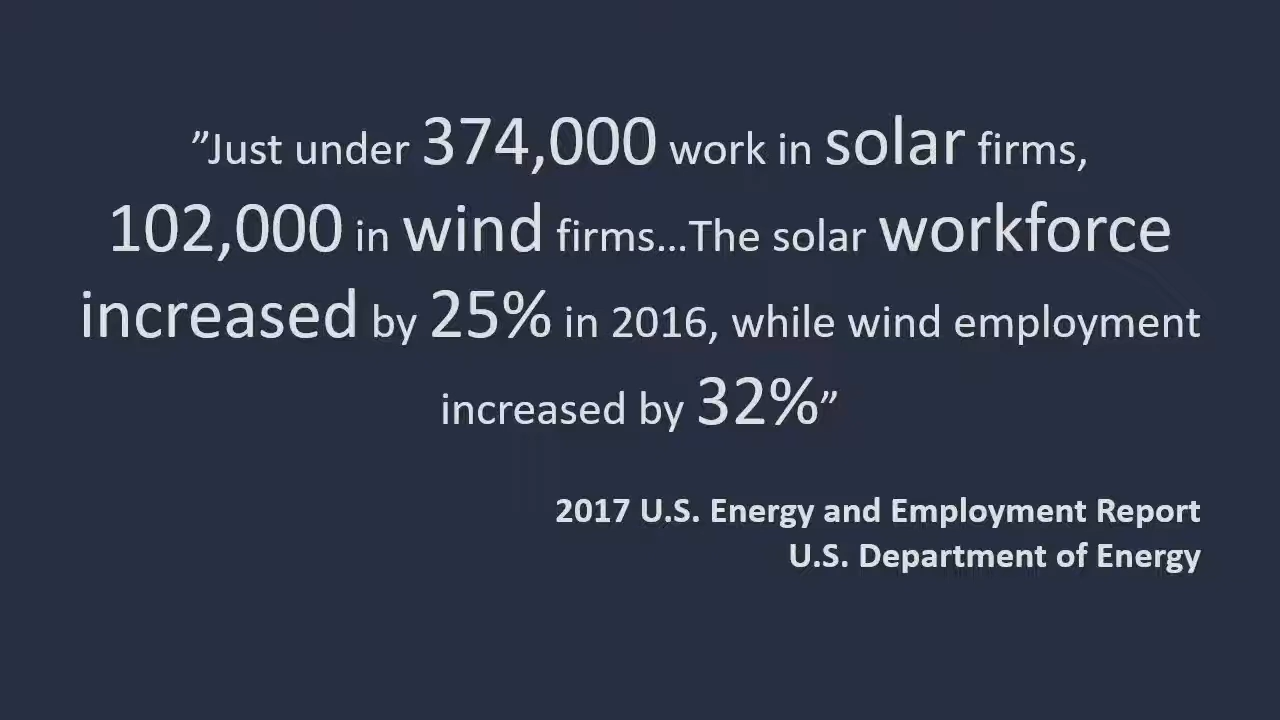 ”Just under 374,000 work in solar firms,
102,000 in wind firms...The solar workforce
increased by 25% in 2016, while wind employment
increased by 32%”
2017 U.S. Energy and Employment Report
U.S. Department of Energy